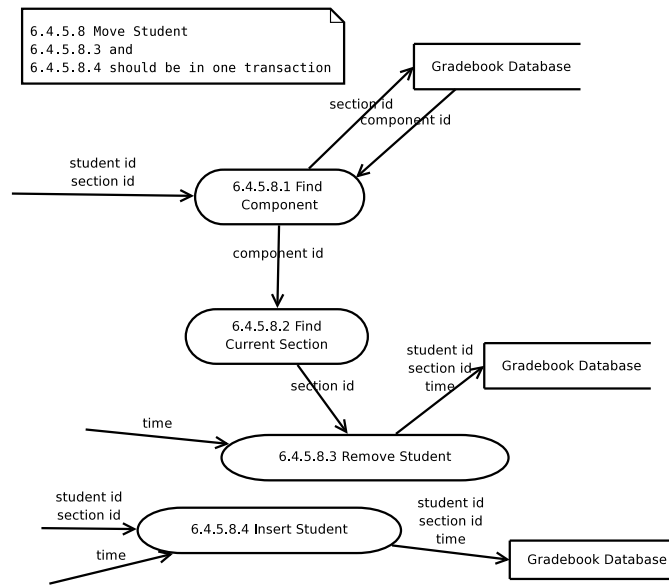 6.4.5.8 Move Student
6.4.5.8.3 and
6.4.5.8.4 should be in one transaction
Gradebook Database
section id
component id
student id
section id
6.4.5.8.1 Find
Component
component id
6.4.5.8.2 Find
Current Section
student id
section id
time
Gradebook Database
section id
time
6.4.5.8.3 Remove Student
student id
section id
6.4.5.8.4 Insert Student
student id
section id
time
time
Gradebook Database